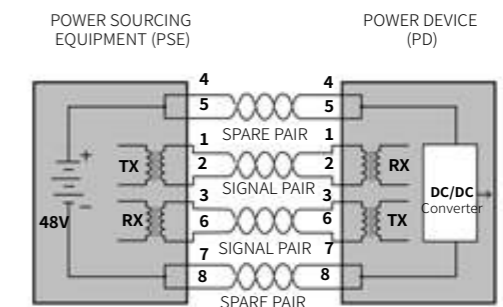 POWER SOURCING
EQUIPMENT (PSE)
POWER DEVICE
(PD)
4
5
SPARE PAIR
4
5
1
2
SIGNAL PAIR
1
2
3
6
SIGNAL PAIR
3
6
7
8
SPARE PAIR
7
8
TX
RX
48V
+
−
RX
TX
DC/DC
Converter